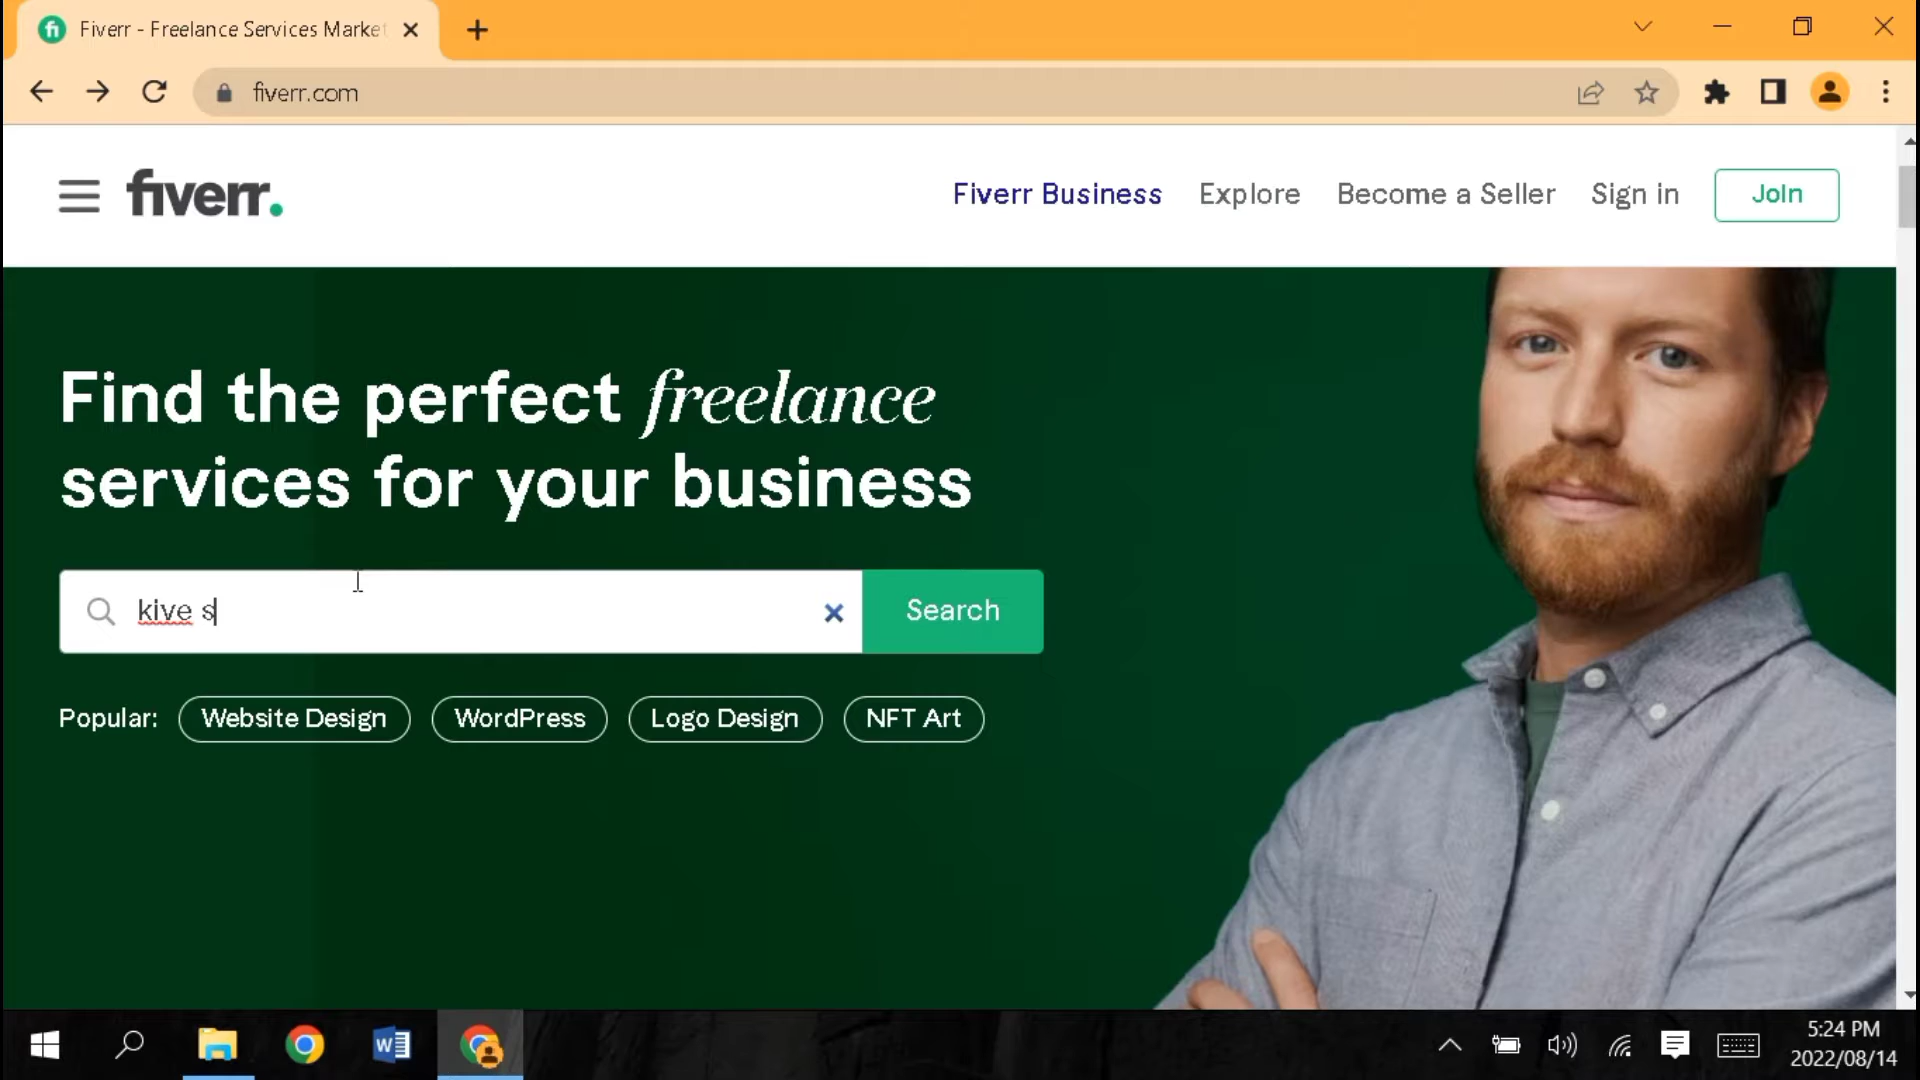 Fiverr - Freelance Services Market
fiverr.com
fiverr.
Fiverr Business
Explore
Become a Seller
Sign in
Join
Find the perfect freelance
services for your business
kive s
Search
Popular:
Website Design
WordPress
Logo Design
NFT Art
5:24 PM
2022/08/14